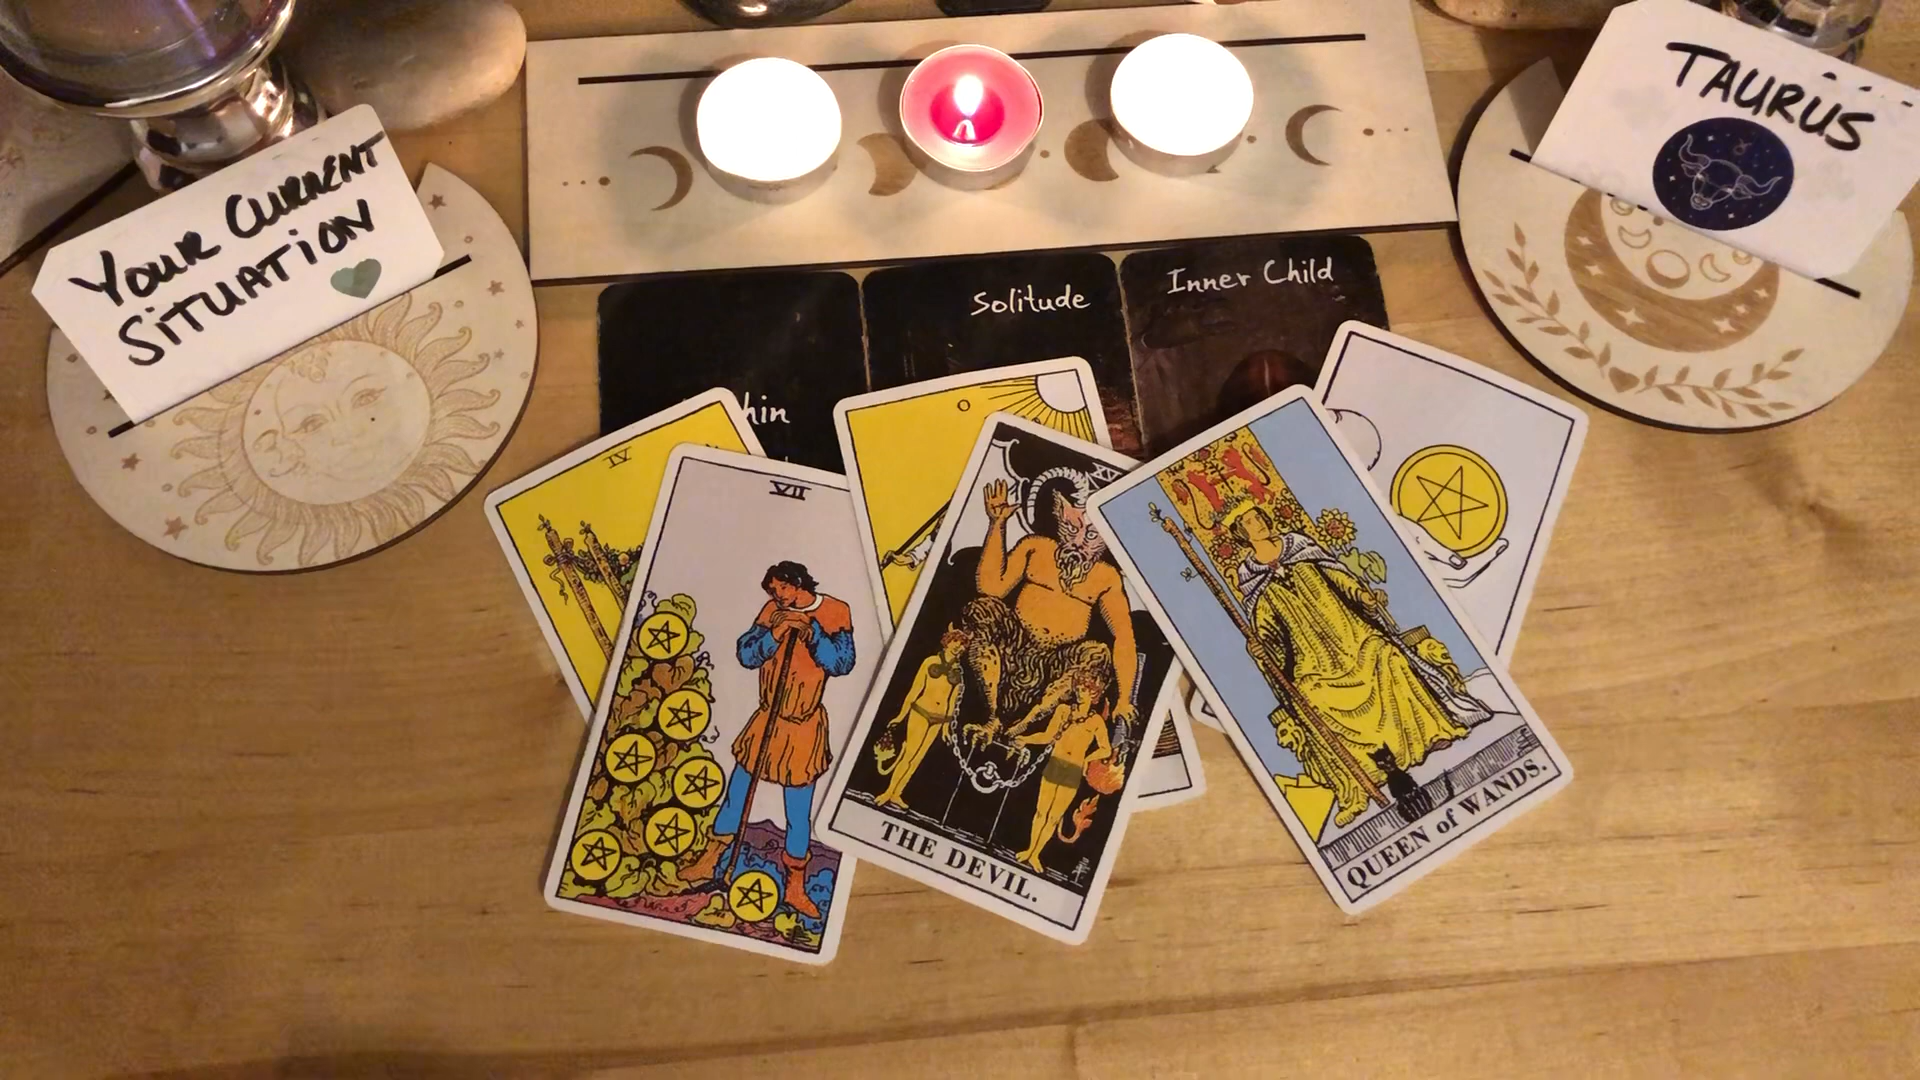 YOUR CURRENT
SITUATION
TAURUS
Solitude
Inner Child
IV
VII
THE DEVIL.
QUEEN of WANDS.